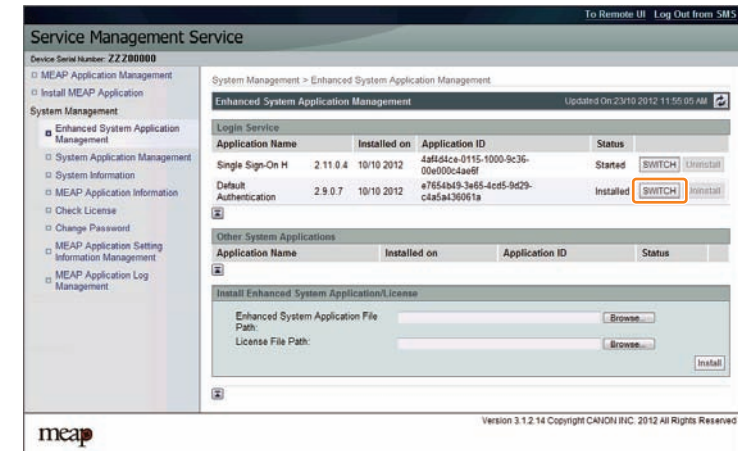 To Remote UI Log Out from SMS
Service Management Service
Device Serial Number: ZZZ00000
MEAP Application Management
Install MEAP Application
System Management
Enhanced System Application
Management
System Application Management
System Information
MEAP Application Information
Check License
Change Password
MEAP Application Setting
Information Management
MEAP Application Log
Management
System Management > Enhanced System Application Management
Enhanced System Application Management Updated On:23/10 2012 11:55:05 AM
Login Service
Application Name Installed on Application ID Status
Single Sign-On H 2.11.0.4 10/10 2012 4af4d4ce-0115-1000-9c36-
00e000c4ae6f Started SWITCH Uninstall
Default
Authentication 2.9.0.7 10/10 2012 e7654b49-3e65-4cd5-9d29-
c4a5a436061a Installed SWITCH Uninstall
Other System Applications
Application Name Installed on Application ID Status
Install Enhanced System Application/License
Enhanced System Application File
Path: Browse...
License File Path: Browse...
Install
Version 3.1.2.14 Copyright CANON INC. 2012 All Rights Reserved
meap